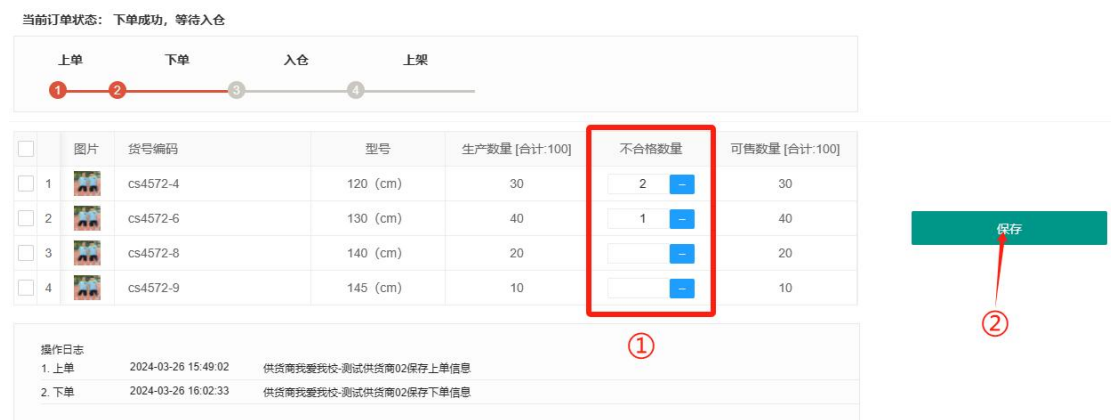 当前订单状态： 下单成功，等待入仓
上单 下单 入仓 上架
1 2 3 4
图片 货号编码 型号 生产数量 [合计:100] 不合格数量 可售数量 [合计:100]
1 cs4572-4 120（cm） 30 2 − 30
2 cs4572-6 130（cm） 40 1 − 40
3 cs4572-8 140（cm） 20 − 20
4 cs4572-9 145（cm） 10 − 10
保存
① ②
操作日志
1. 上单 2024-03-26 15:49:02 供货商我爱我校-测试供货商02保存上单信息
2. 下单 2024-03-26 16:02:33 供货商我爱我校-测试供货商02保存下单信息